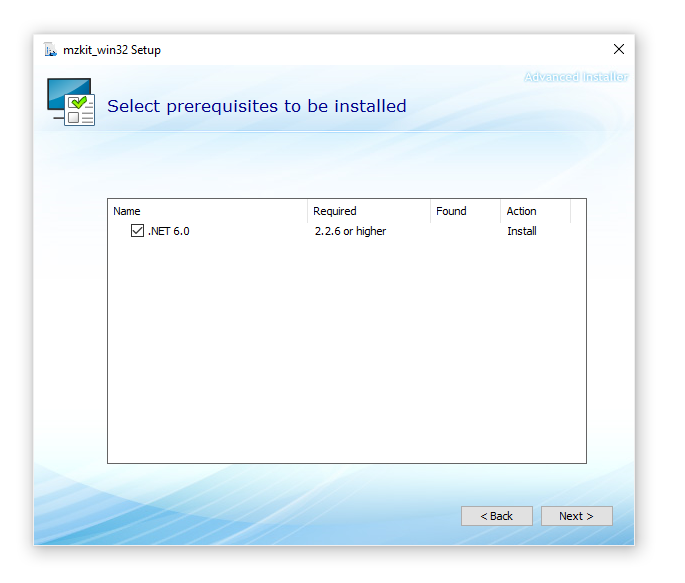 mzkit_win32 Setup
Advanced Installer
Select prerequisites to be installed
Name Required Found Action
.NET 6.0 2.2.6 or higher Install
< Back Next >